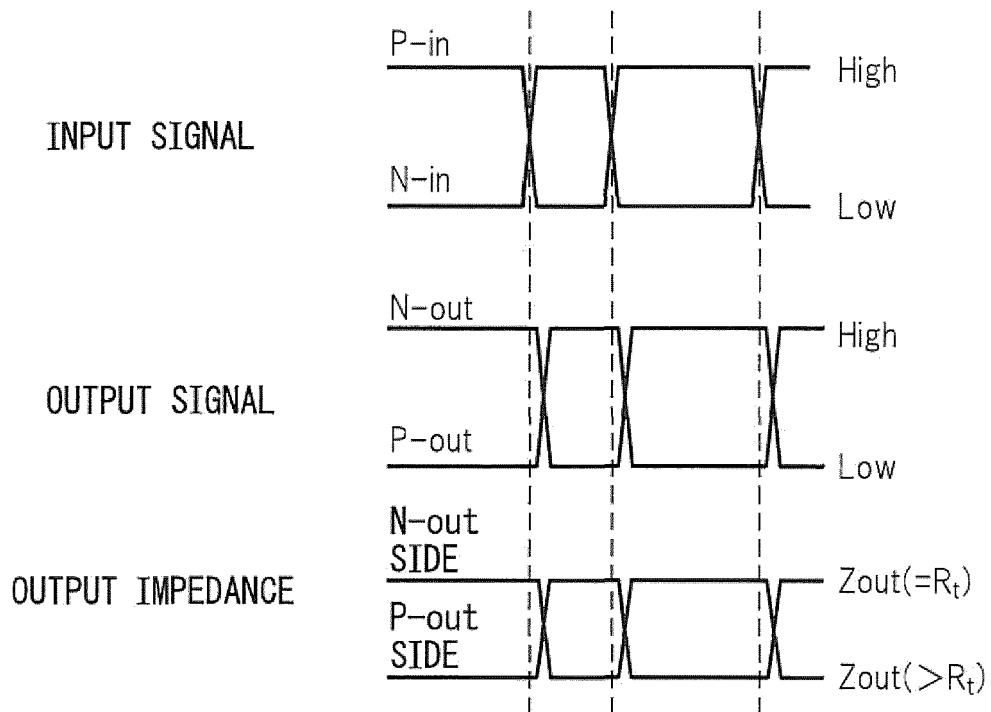 P-in
High
INPUT SIGNAL
N-in
Low
N-out
High
OUTPUT SIGNAL
P-out
Low
N-out
SIDE
Zout(=Rt)
OUTPUT IMPEDANCE
P-out
SIDE
Zout(>Rt)